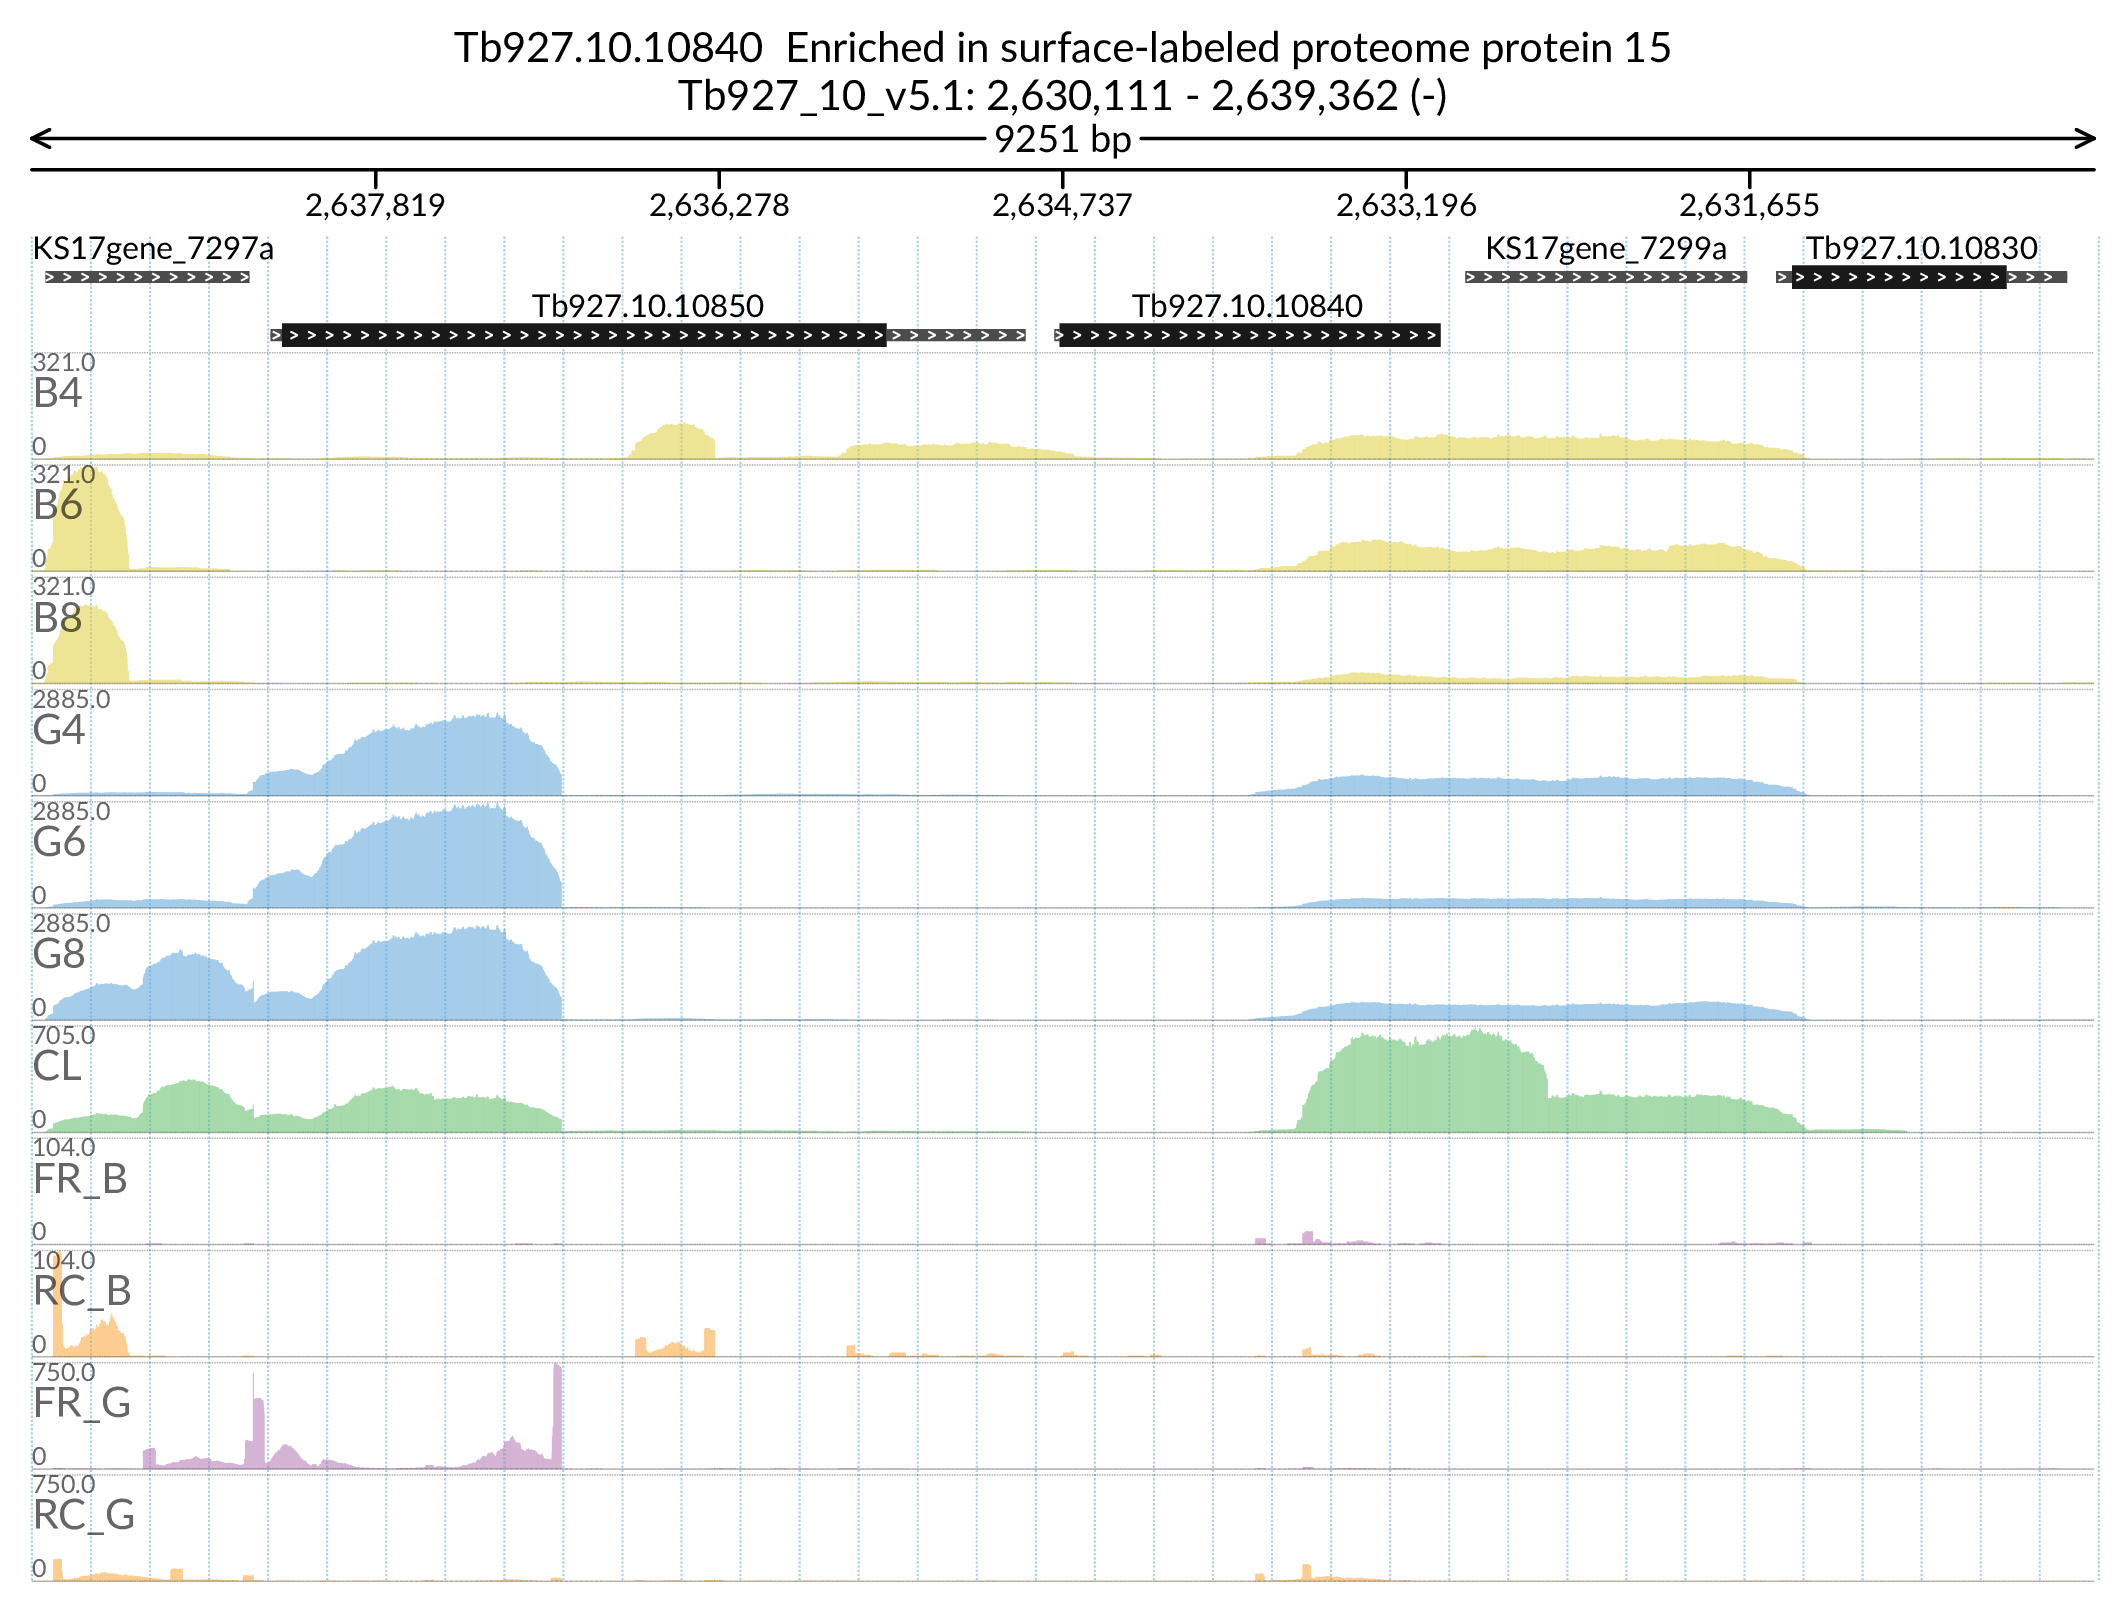 Tb927.10.10840  Enriched in surface-labeled proteome protein 15
Tb927_10_v5.1: 2,630,111 - 2,639,362 (-)
9251 bp
2,637,819 2,636,278 2,634,737 2,633,196 2,631,655
KS17gene_7297a KS17gene_7299a Tb927.10.10830
Tb927.10.10850 Tb927.10.10840
321.0
B4
0
321.0
B6
0
321.0
B8
0
2885.0
G4
0
2885.0
G6
0
2885.0
G8
0
705.0
CL
0
104.0
FR_B
0
104.0
RC_B
0
750.0
FR_G
0
750.0
RC_G
0